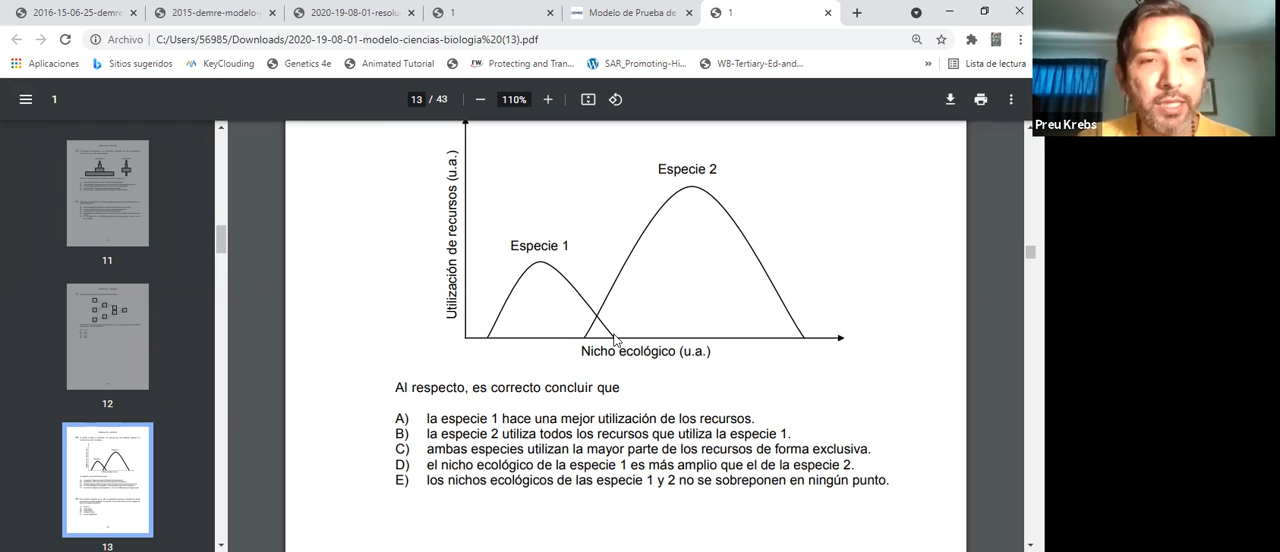 2016-15-06-25-demre
2015-demre-modelo-p
2020-19-08-01-resolu
1
Modelo de Prueba de
1
Archivo
C:/Users/56985/Downloads/2020-19-08-01-modelo-ciencias-biologia%20(13).pdf
Aplicaciones
Sitios sugeridos
KeyClouding
Genetics 4e
Animated Tutorial
Protecting and Tran...
SAR_Promoting-Hi...
WB-Tertiary-Ed-and...
»
Lista de lectura
1
13 / 43
110%
Preu Krebs
11
12
13
Utilización de recursos (u.a.)
Especie 2
Especie 1
Nicho ecológico (u.a.)
Al respecto, es correcto concluir que
A) la especie 1 hace una mejor utilización de los recursos.
B) la especie 2 utiliza todos los recursos que utiliza la especie 1.
C) ambas especies utilizan la mayor parte de los recursos de forma exclusiva.
D) el nicho ecológico de la especie 1 es más amplio que el de la especie 2.
E) los nichos ecológicos de las especie 1 y 2 no se sobreponen en ningún punto.